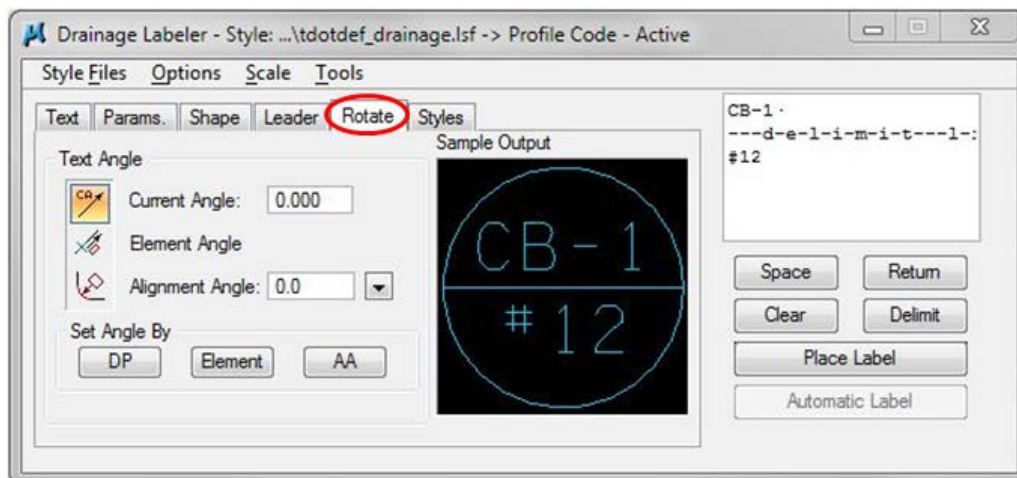 Drainage Labeler - Style: ...\tdotdef_drainage.lsf -> Profile Code - Active
Style Files Options Scale Tools
Text Params. Shape Leader Rotate Styles
Text Angle
Current Angle: 0.000
Element Angle
Alignment Angle: 0.0
Set Angle By
DP Element AA
Sample Output
CB-1
#12
CB-1 ·
---d-e-l-i-m-i-t---l-:
#12
Space Return
Clear Delimit
Place Label
Automatic Label